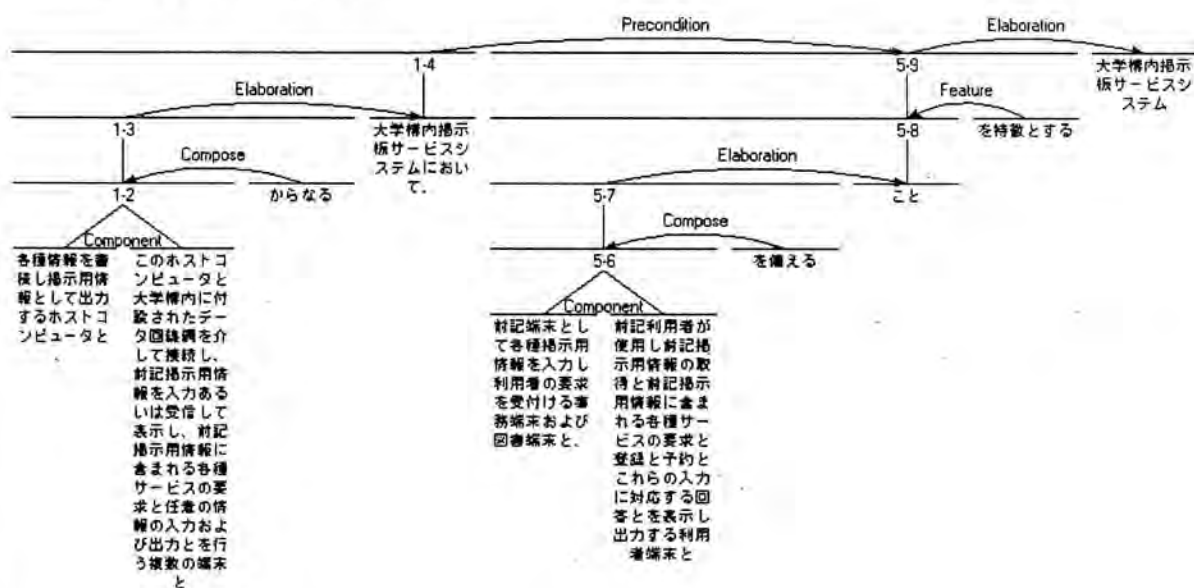 Precondition
Elaboration
1-4
5-9
大学構内掲示
板サービスシ
ステム
Elaboration
Feature
1-3
大学構内掲示
板サービスシ
ステムにおい
て、
5-8
を特徴とする
Compose
Elaboration
1-2
からなる
5-7
こと
Component
Compose
各種情報を蓄
積し掲示用情
報として出力
するホストコ
ンピュータと
このホストコ
ンピュータと
大学構内に付
設されたデー
タ回線網を介
して接続し、
前記掲示用情
報を入力ある
いは受信して
表示し、前記
掲示用情報に
含まれる各種
サービスの要
求と任意の情
報の入力およ
び出力とを行
う複数の端末
と
5-6
を備える
Component
前記端末とし
て各種掲示用
情報を入力し
利用者の要求
を受付ける事
務端末および
図書端末と、
前記利用者が
使用し前記掲
示用情報の取
得と前記掲示
用情報に含ま
れる各種サー
ビスの要求と
登録と予約と
これらの入力
に対応する回
答とを表示し
出力する利用
者端末と